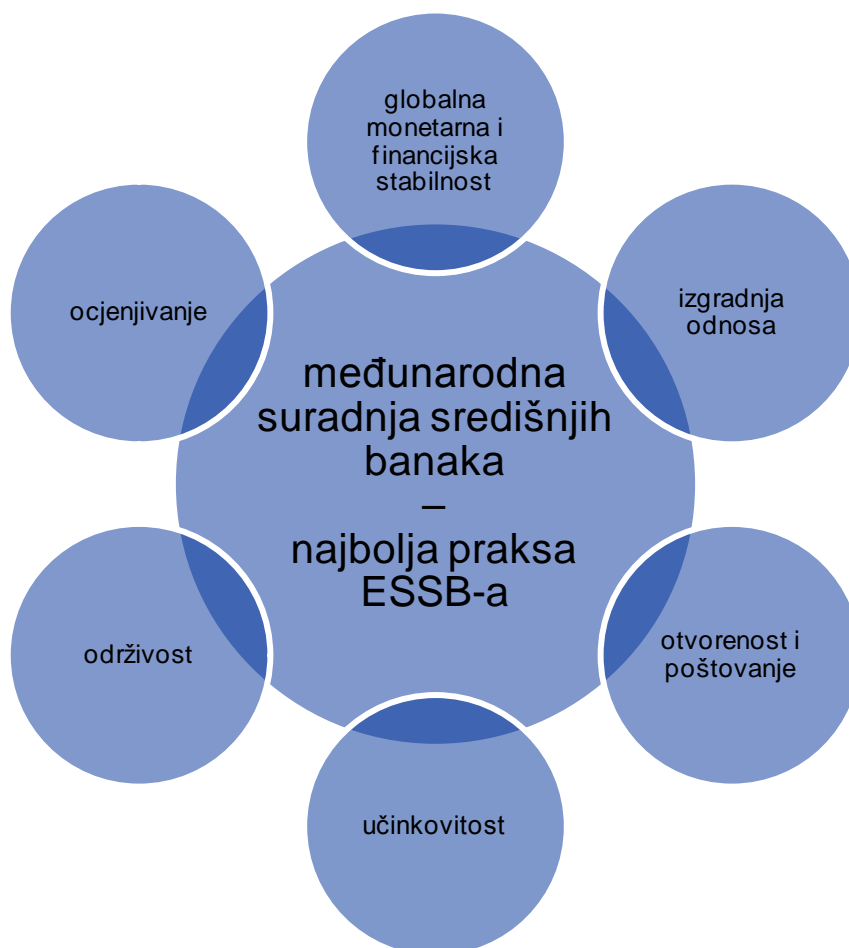 globalna
monetarna i
financijska
stabilnost
izgradnja
odnosa
otvorenost i
poštovanje
učinkovitost
održivost
ocjenjivanje
međunarodna
suradnja središnjih
banaka
–
najbolja praksa
ESSB-a